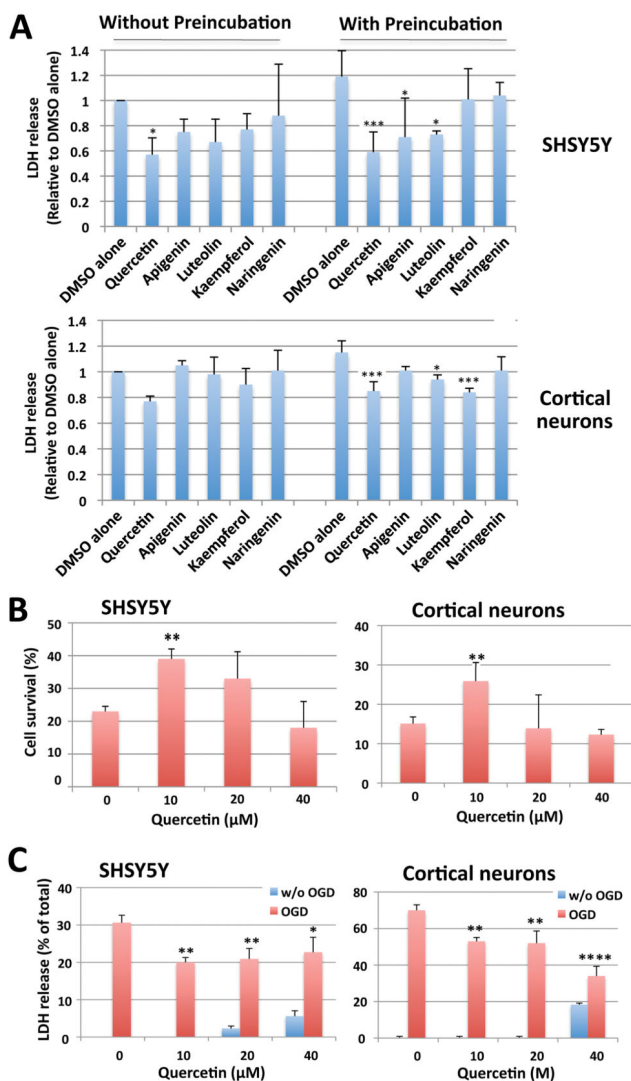 A
Without Preincubation
With Preincubation
LDH release
(Relative to DMSO alone)
1.4
1.2
1
0.8
0.6
0.4
0.2
0
*
***
*
*
SHSY5Y
DMSO alone
Quercetin
Apigenin
Luteolin
Kaempferol
Naringenin
DMSO alone
Quercetin
Apigenin
Luteolin
Kaempferol
Naringenin
LDH release
(Relative to DMSO alone)
1.4
1.2
1
0.8
0.6
0.4
0.2
0
***
*
***
Cortical
neurons
DMSO alone
Quercetin
Apigenin
Luteolin
Kaempferol
Naringenin
DMSO alone
Quercetin
Apigenin
Luteolin
Kaempferol
Naringenin
B
SHSY5Y
Cell survival (%)
50
40
30
20
10
0
**
0 10 20 40
Quercetin (µM)
Cortical neurons
40
30
20
10
0
**
0 10 20 40
Quercetin (µM)
C
SHSY5Y
LDH release (% of total)
40
30
20
10
0
w/o OGD
OGD
**
**
*
0 10 20 40
Quercetin (µM)
Cortical neurons
80
60
40
20
0
w/o OGD
OGD
**
**
****
0 10 20 40
Quercetin (M)